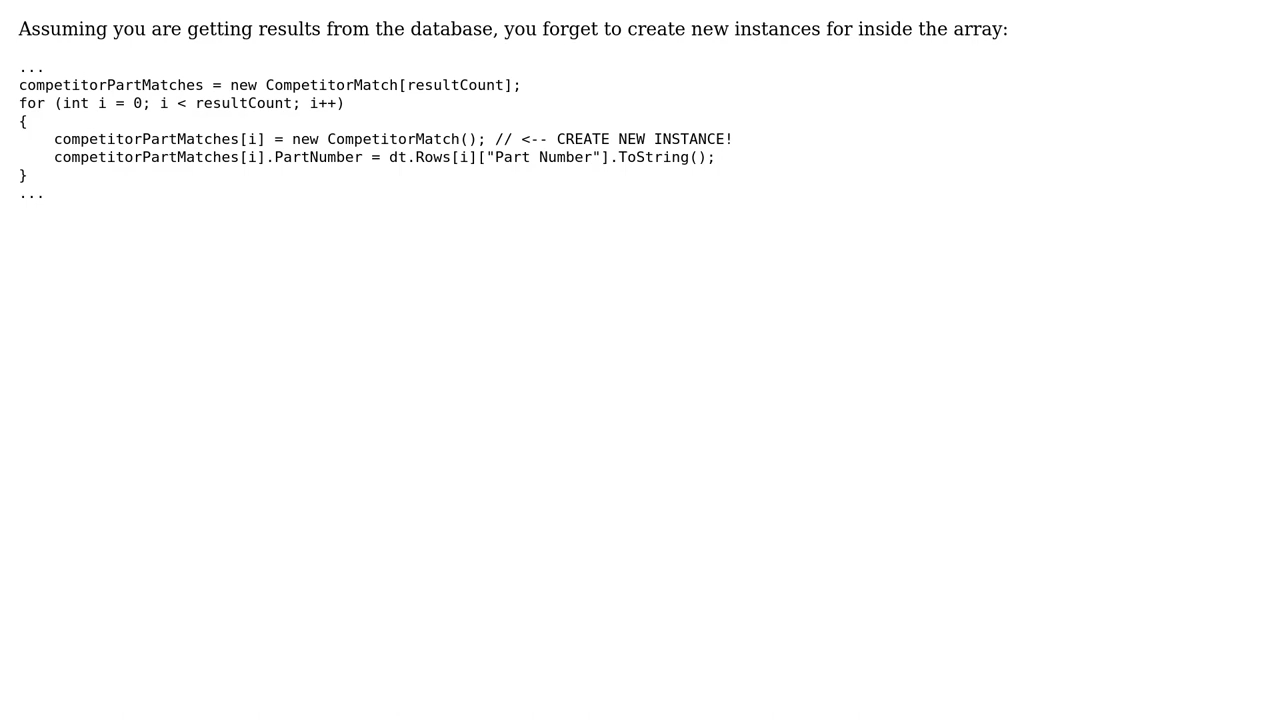 Assuming you are getting results from the database, you forget to create new instances for inside the array:
...
competitorPartMatches = new CompetitorMatch[resultCount];
for (int i = 0; i < resultCount; i++)
{
    competitorPartMatches[i] = new CompetitorMatch(); // <-- CREATE NEW INSTANCE!
    competitorPartMatches[i].PartNumber = dt.Rows[i]["Part Number"].ToString();
}
...